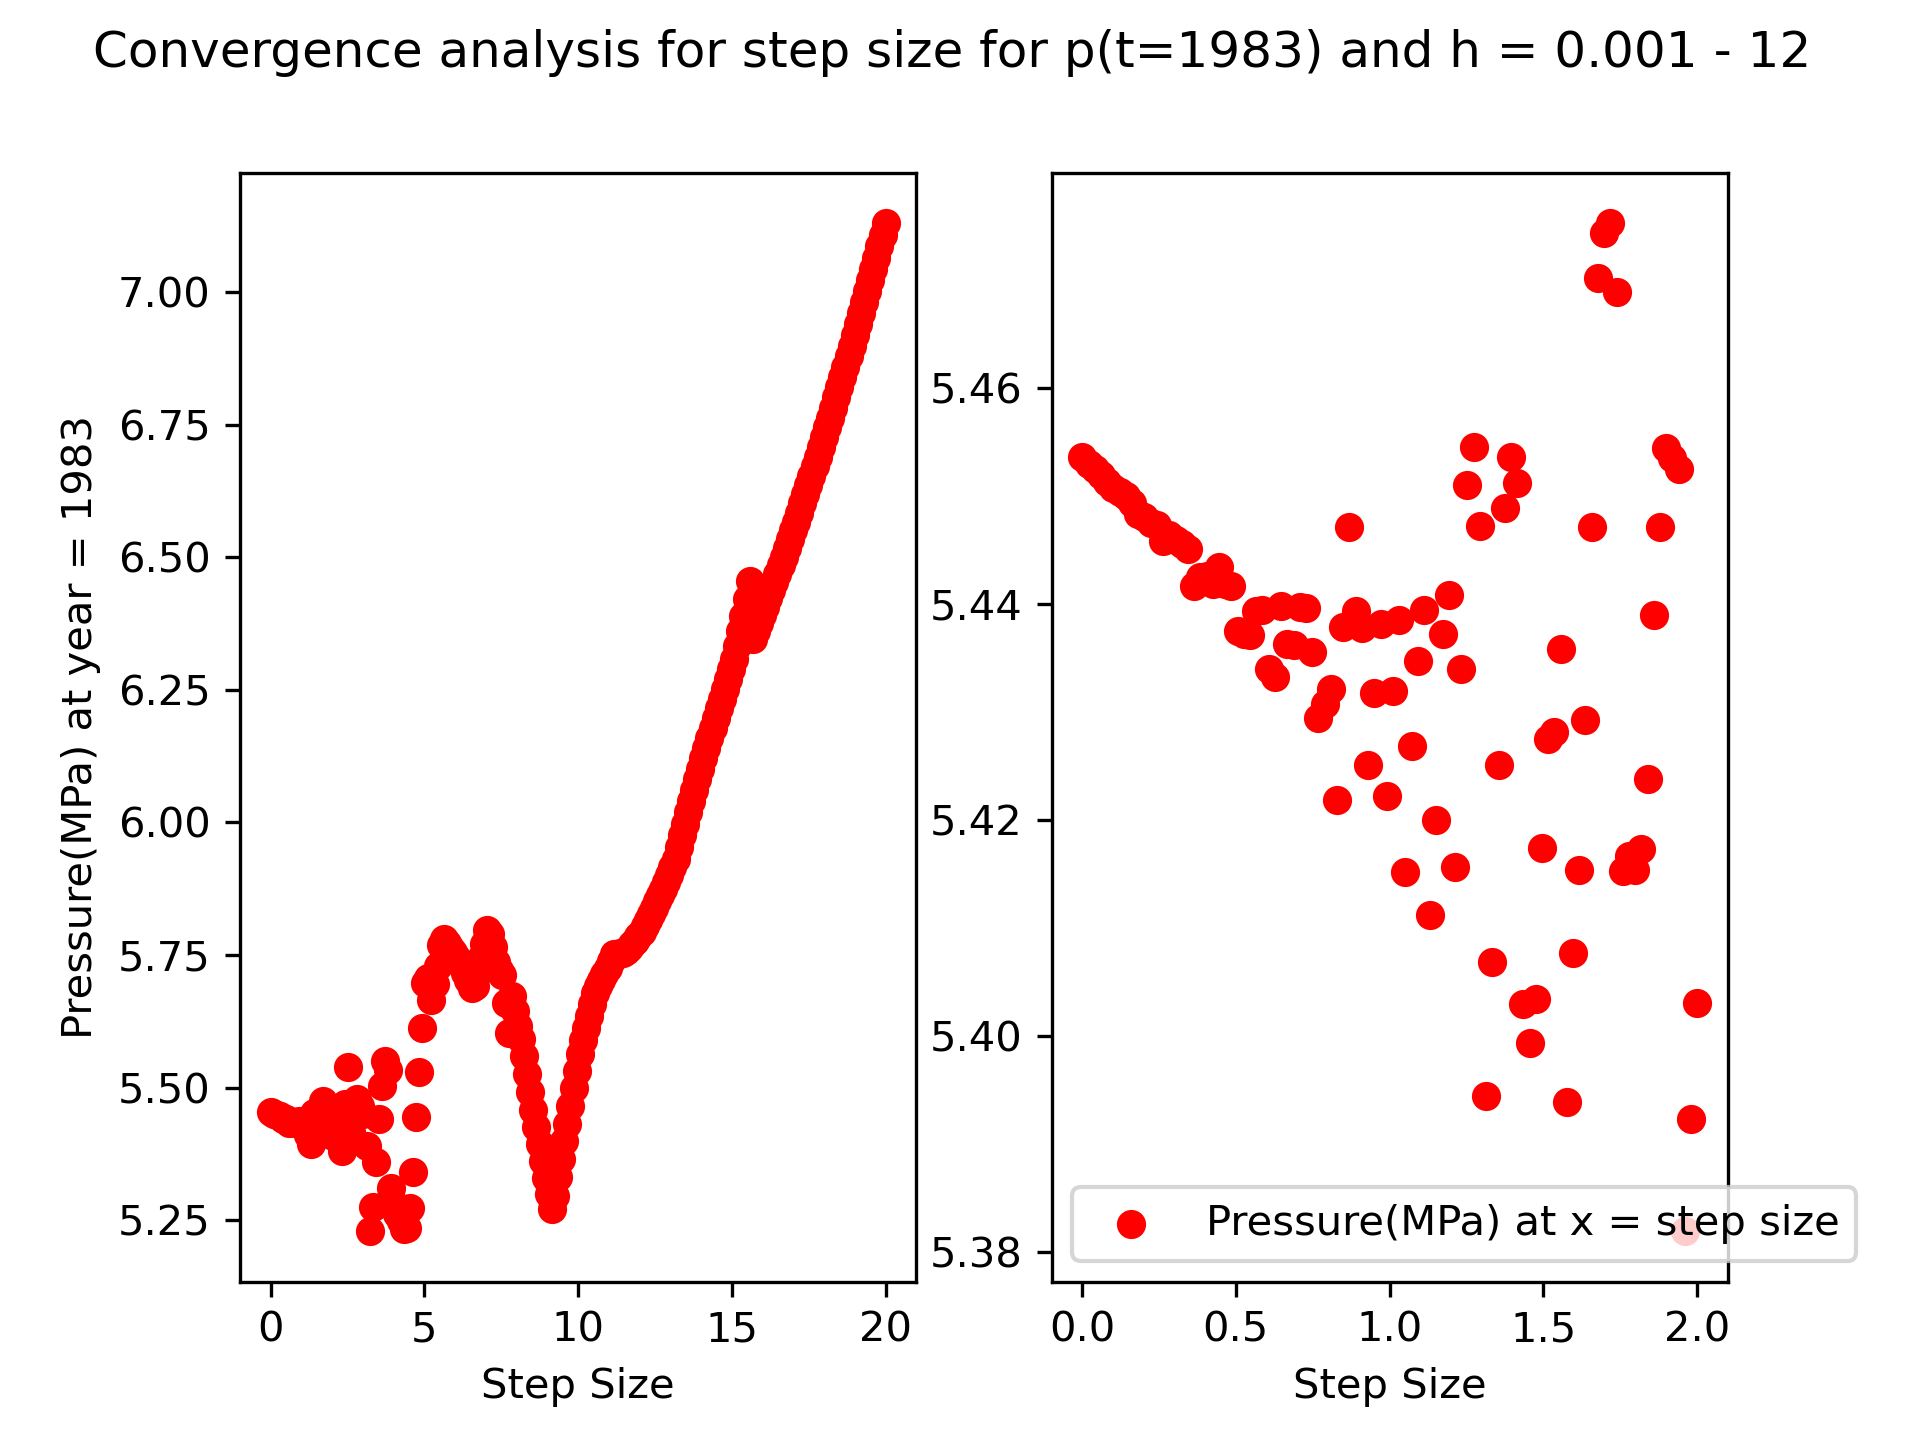 Convergence analysis for step size for p(t=1983) and h = 0.001 - 12
Pressure(MPa) at year = 1983
7.00
6.75
6.50
6.25
6.00
5.75
5.50
5.25
0 5 10 15 20
Step Size
5.46
5.44
5.42
5.40
5.38
Pressure(MPa) at x = step size
0.0 0.5 1.0 1.5 2.0
Step Size